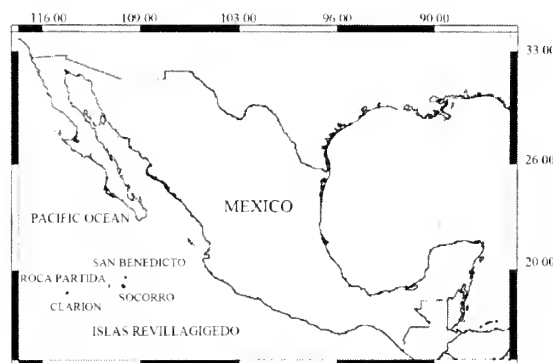 116 00 109 00 103 00 96 00 90 00
33 00
26 00
MEXICO
PACIFIC OCEAN
SAN BENEDICTO
20 00
ROCA PARTIDA
SOCORRO
CLARION
ISLAS REVILLAGIGEDO